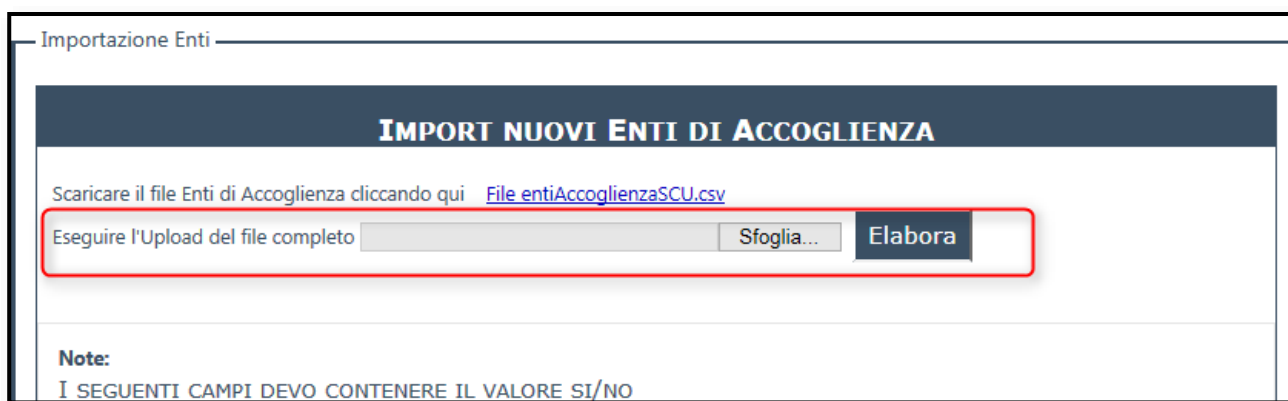 Importazione Enti
Import nuovi Enti di Accoglienza
Scaricare il file Enti di Accoglienza cliccando qui File entiAccoglienzaSCU.csv
Eseguire l'Upload del file completo Sfoglia... Elabora
Note:
I SEGUENTI CAMPI DEVO CONTENERE IL VALORE SI/NO